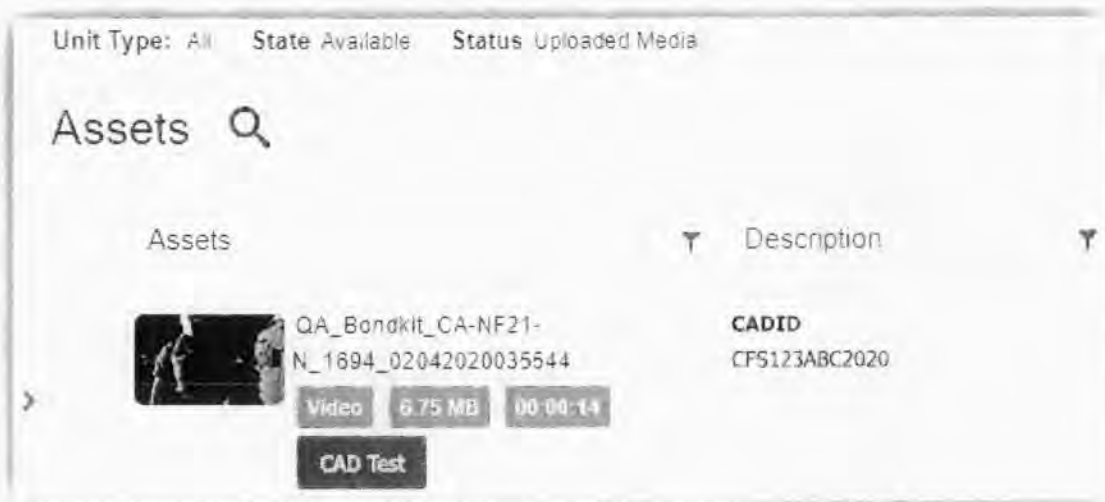 Unit Type: All State Available Status Uploaded Media
Assets
Assets Description
QA_Bondkit_CA-NF21-
N_1694_02042020035544
CADID
CFS123ABC2020
Video 6.75 MB 00:00:14
CAD Test